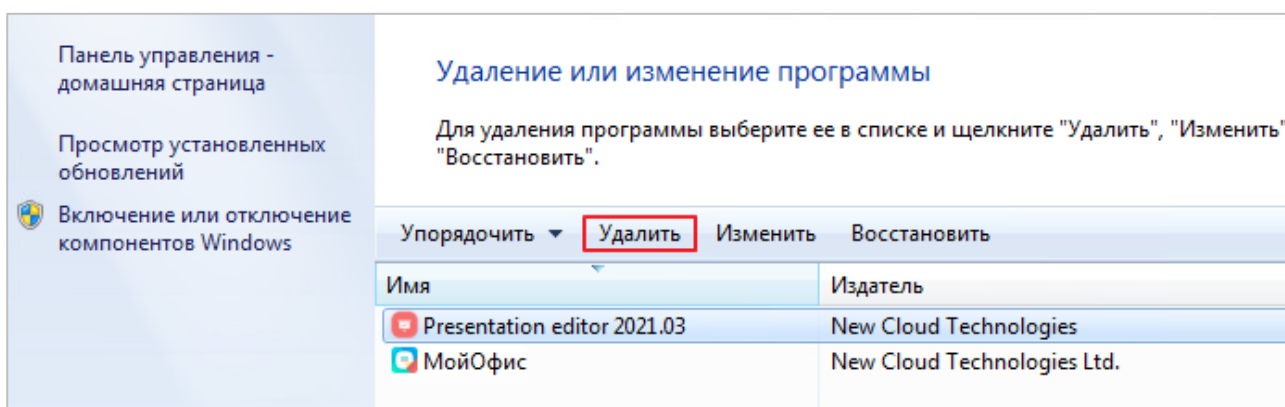 Панель управления -
домашняя страница
Просмотр установленных
обновлений
Включение или отключение
компонентов Windows
Удаление или изменение программы
Для удаления программы выберите ее в списке и щелкните "Удалить", "Изменить"
"Восстановить".
Упорядочить Удалить Изменить Восстановить
Имя Издатель
Presentation editor 2021.03 New Cloud Technologies
МойОфис New Cloud Technologies Ltd.